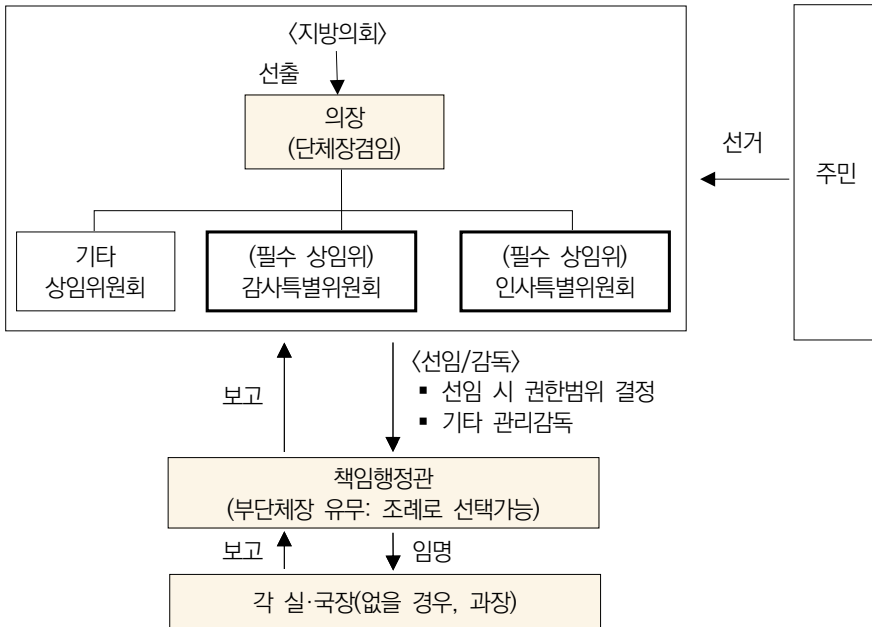 〈지방의회〉
선출
의장
(단체장겸임)
선거
주민
기타
상임위원회
(필수 상임위)
감사특별위원회
(필수 상임위)
인사특별위원회
보고
〈선임/감독〉
▪ 선임 시 권한범위 결정
▪ 기타 관리감독
책임행정관
(부단체장 유무: 조례로 선택가능)
보고
임명
각 실·국장(없을 경우, 과장)